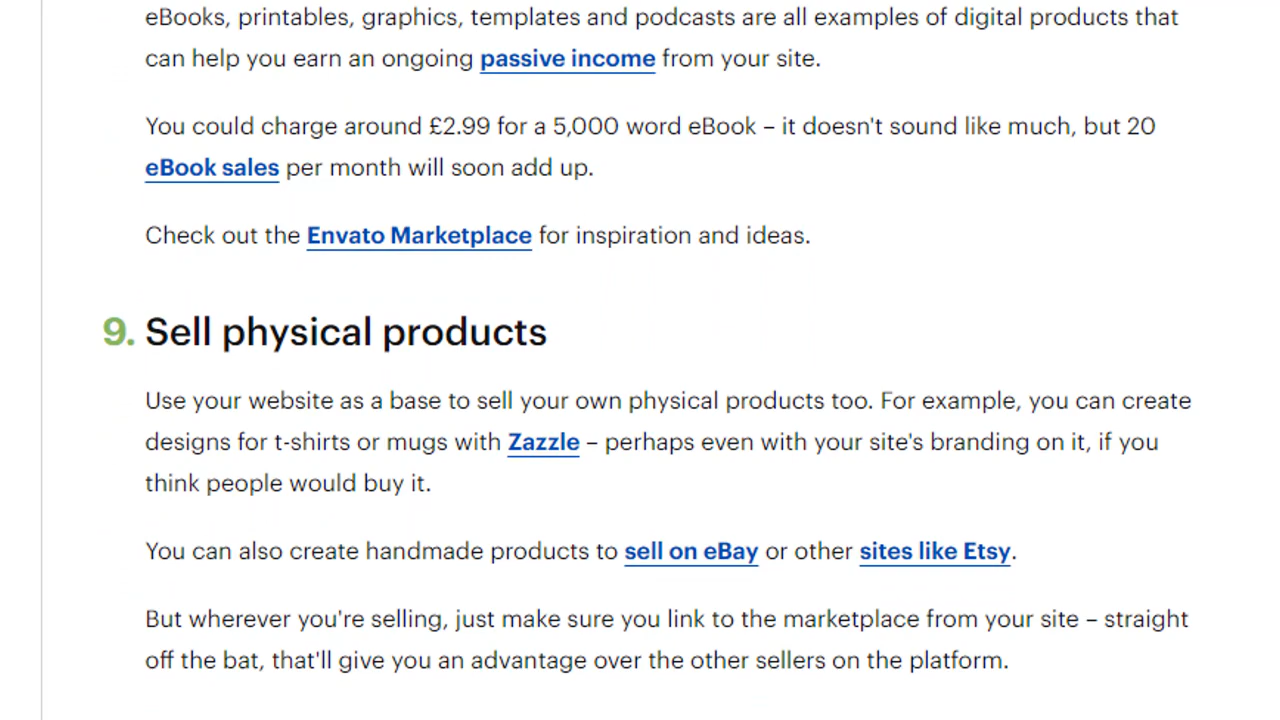 eBooks, printables, graphics, templates and podcasts are all examples of digital products that
can help you earn an ongoing passive income from your site.
You could charge around £2.99 for a 5,000 word eBook – it doesn't sound like much, but 20
eBook sales per month will soon add up.
Check out the Envato Marketplace for inspiration and ideas.
9. Sell physical products
Use your website as a base to sell your own physical products too. For example, you can create
designs for t-shirts or mugs with Zazzle – perhaps even with your site's branding on it, if you
think people would buy it.
You can also create handmade products to sell on eBay or other sites like Etsy.
But wherever you're selling, just make sure you link to the marketplace from your site – straight
off the bat, that'll give you an advantage over the other sellers on the platform.